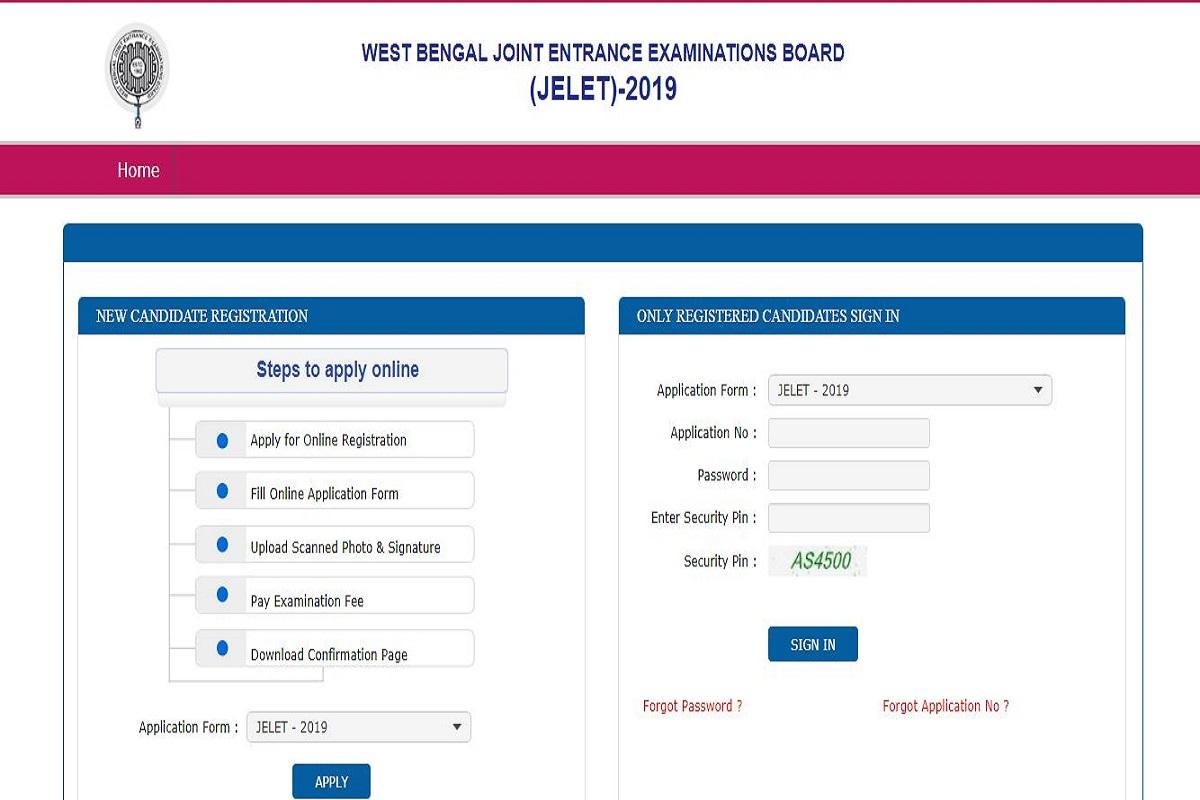 WEST BENGAL JOINT ENTRANCE EXAMINATIONS BOARD
(JELET)-2019
Home
NEW CANDIDATE REGISTRATION
Steps to apply online
Apply for Online Registration
Fill Online Application Form
Upload Scanned Photo & Signature
Pay Examination Fee
Download Confirmation Page
Application Form : JELET - 2019
APPLY
ONLY REGISTERED CANDIDATES SIGN IN
Application Form : JELET - 2019
Application No :
Password :
Enter Security Pin :
Security Pin : AS4500
SIGN IN
Forgot Password ? Forgot Application No ?